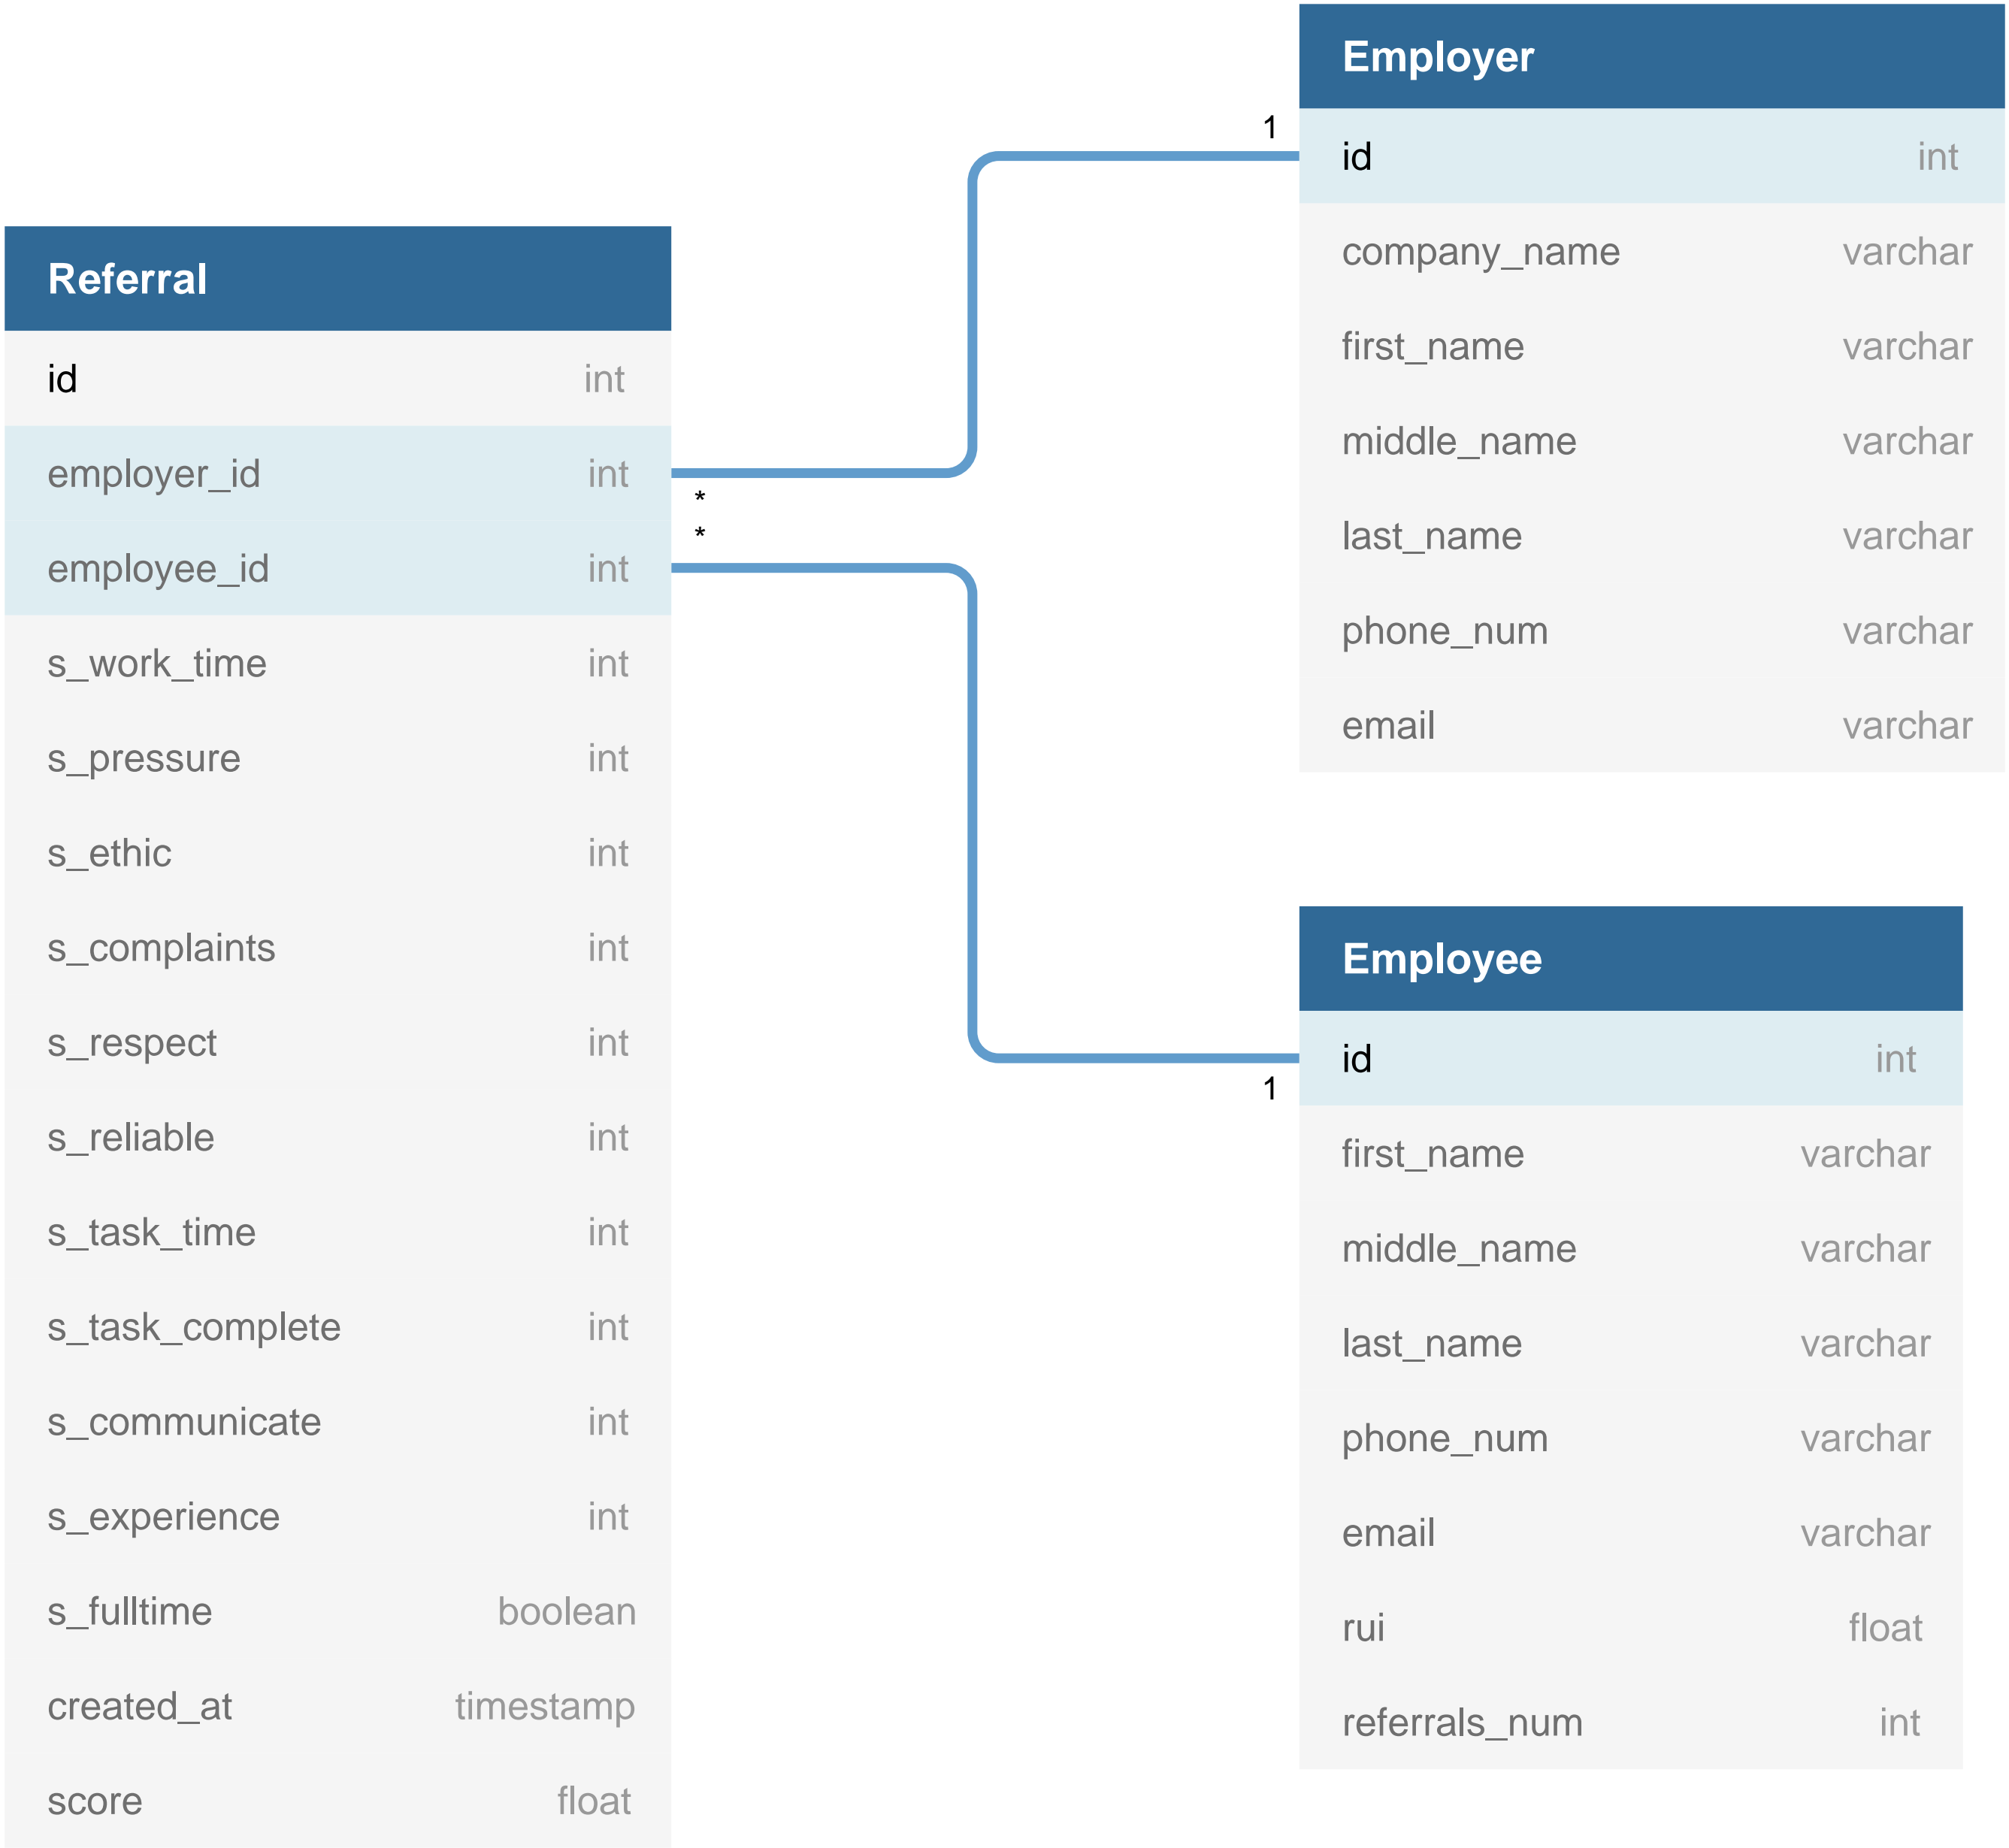 Referral
id int
employer_id int
employee_id int
s_work_time int
s_pressure int
s_ethic int
s_complaints int
s_respect int
s_reliable int
s_task_time int
s_task_complete int
s_communicate int
s_experience int
s_fulltime boolean
created_at timestamp
score float
*
*
1
1
Employer
id int
company_name varchar
first_name varchar
middle_name varchar
last_name varchar
phone_num varchar
email varchar
Employee
id int
first_name varchar
middle_name varchar
last_name varchar
phone_num varchar
email varchar
rui float
referrals_num int